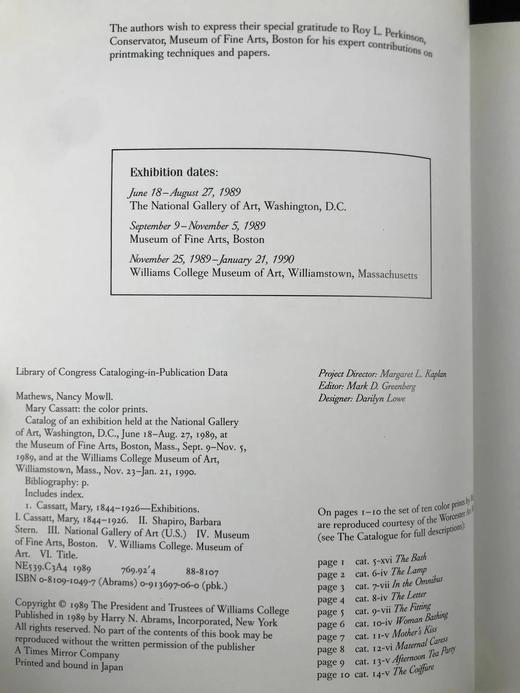 The authors wish to express their special gratitude to Roy L. Perkinson,
Conservator, Museum of Fine Arts, Boston for his expert contributions on
printmaking techniques and papers.
Exhibition dates:
June 18–August 27, 1989
The National Gallery of Art, Washington, D.C.
September 9–November 5, 1989
Museum of Fine Arts, Boston
November 25, 1989–January 21, 1990
Williams College Museum of Art, Williamstown, Massachusetts
Library of Congress Cataloging-in-Publication Data
Mathews, Nancy Mowll.
Mary Cassatt: the color prints.
Catalog of an exhibition held at the National Gallery
of Art, Washington, D.C., June 18-Aug. 27, 1989, at
the Museum of Fine Arts, Boston, Mass., Sept. 9-Nov. 5,
1989, and at the Williams College Museum of Art,
Williamstown, Mass., Nov. 23-Jan. 21, 1990.
Bibliography: p.
Includes index.
1. Cassatt, Mary, 1844-1926—Exhibitions.
I. Cassatt, Mary, 1844-1926. II. Shapiro, Barbara
Stern. III. National Gallery of Art (U.S.) IV. Museum
of Fine Arts, Boston. V. Williams College. Museum of
Art. VI. Title.
NE539.C3A4 1989 769.92'4 88-8107
ISBN 0-8109-1049-7 (Abrams) 0-913697-06-0 (pbk.)
Copyright © 1989 The President and Trustees of Williams College
Published in 1989 by Harry N. Abrams, Incorporated, New York
All rights reserved. No part of the contents of this book may be
reproduced without the written permission of the publisher
A Times Mirror Company
Printed and bound in Japan
Project Director: Margaret L. Kaplan
Editor: Mark D. Greenberg
Designer: Darilyn Lowe
On pages 1–10 the set of ten color prints by
are reproduced courtesy of the Worcester
(see The Catalogue for full descriptions)
page 1 cat. 5-xvi The Bath
page 2 cat. 6-iv The Lamp
page 3 cat. 7-vii In the Omnibus
page 4 cat. 8-iv The Letter
page 5 cat. 9-vii The Fitting
page 6 cat. 10-iv Woman Bathing
page 7 cat. 11-v Mother's Kiss
page 8 cat. 12-vi Maternal Caress
page 9 cat. 13-v Afternoon Tea Party
page 10 cat. 14-v The Coiffure